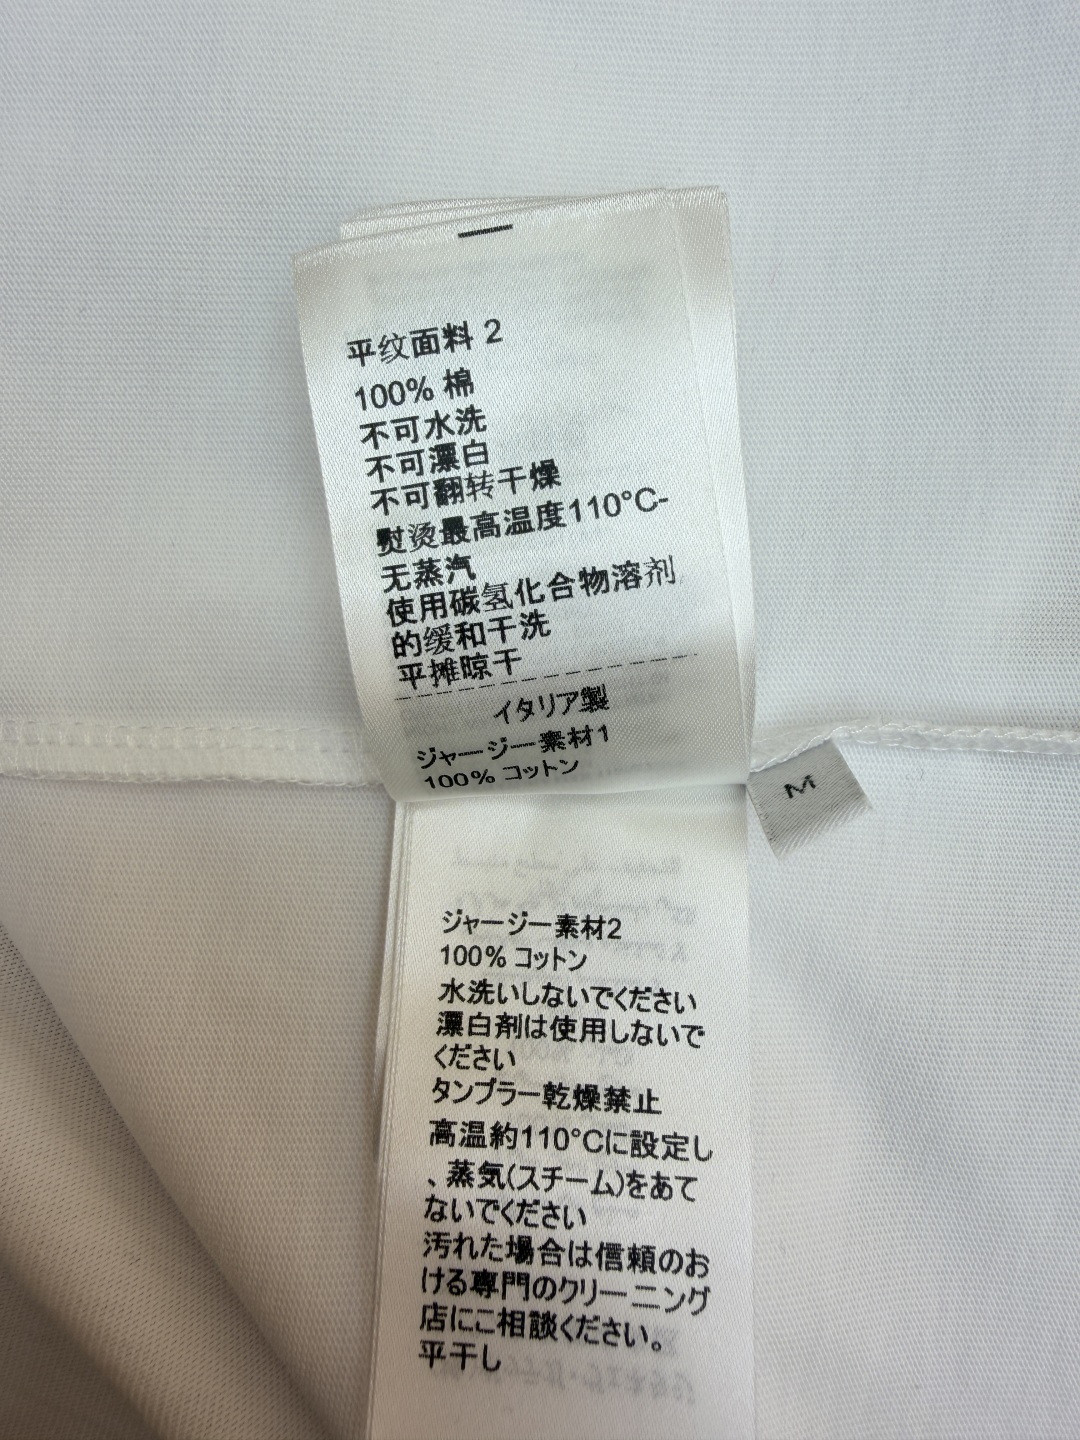 平纹面料 2
100% 棉
不可水洗
不可漂白
不可翻转干燥
熨烫最高温度110°C-
无蒸汽
使用碳氢化合物溶剂
的缓和干洗
平摊晾干
イタリア製
ジャージー素材1
100% コットン
M
ジャージー素材2
100% コットン
水洗いしないでください
漂白剤は使用しないで
ください
タンブラー乾燥禁止
高温約110°Cに設定し
、蒸気(スチーム)をあて
ないでください
汚れた場合は信頼のお
ける専門のクリーニング
店にご相談ください。
平干し